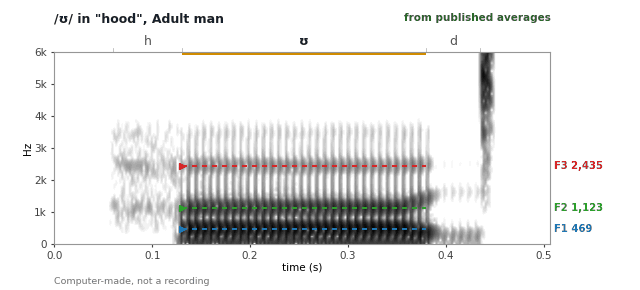 /ʊ/ in "hood", Adult man
from published averages
h ʊ d
6k
5k
4k
3k
2k
1k
0
Hz
F3 2,435
F2 1,123
F1 469
0.0 0.1 0.2 0.3 0.4 0.5
time (s)
Computer-made, not a recording